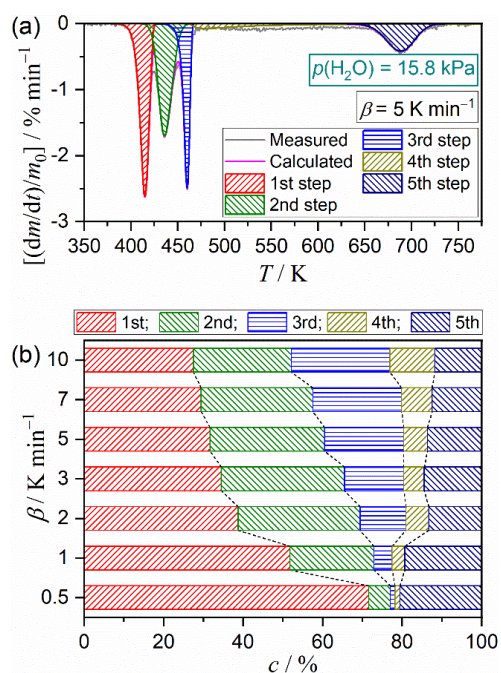 (a)
0
-1
-2
-3
[(dm/dt)/m₀] / % min⁻¹
p(H₂O) = 15.8 kPa
β = 5 K min⁻¹
Measured
Calculated
1st step
2nd step
3rd step
4th step
5th step
350 400 450 500 550 600 650 700 750
T / K
1st; 2nd; 3rd; 4th; 5th
(b)
10
7
5
3
2
1
0.5
β / K min⁻¹
0 20 40 60 80 100
c / %